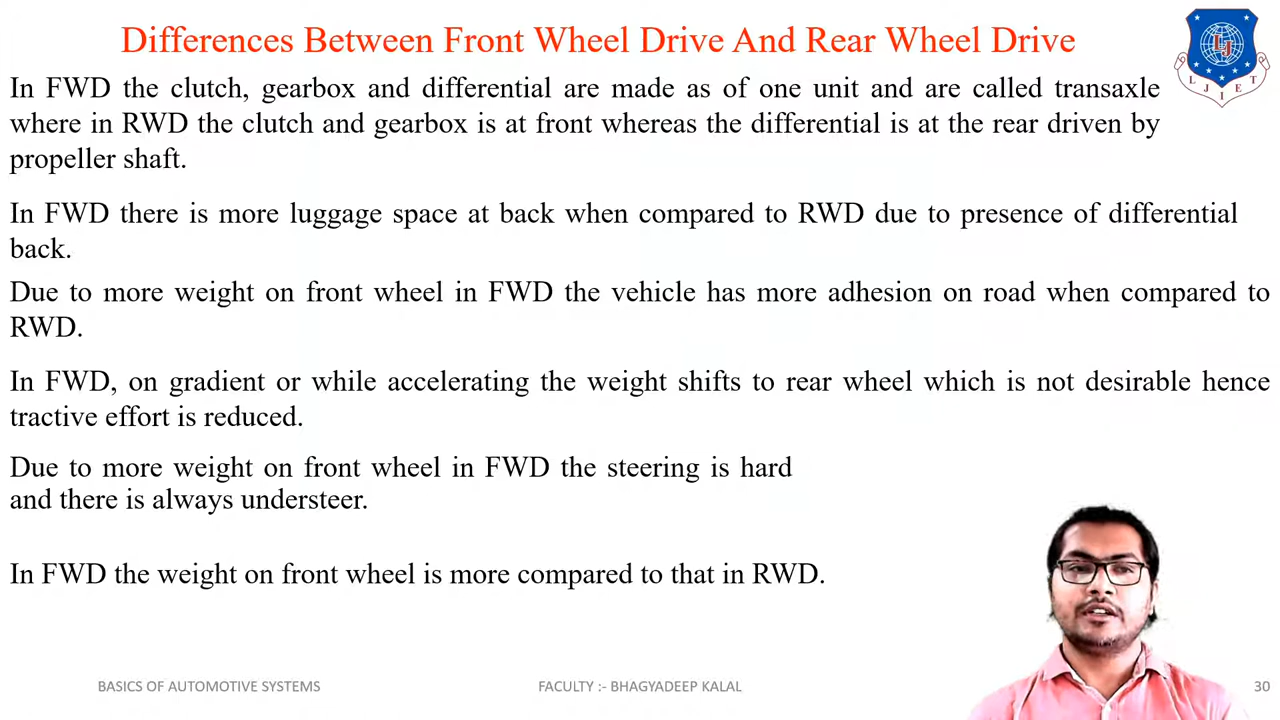 Differences Between Front Wheel Drive And Rear Wheel Drive
LJ
L J I E T
In FWD the clutch, gearbox and differential are made as of one unit and are called transaxle
where in RWD the clutch and gearbox is at front whereas the differential is at the rear driven by
propeller shaft.
In FWD there is more luggage space at back when compared to RWD due to presence of differential
back.
Due to more weight on front wheel in FWD the vehicle has more adhesion on road when compared to
RWD.
In FWD, on gradient or while accelerating the weight shifts to rear wheel which is not desirable hence
tractive effort is reduced.
Due to more weight on front wheel in FWD the steering is hard
and there is always understeer.
In FWD the weight on front wheel is more compared to that in RWD.
BASICS OF AUTOMOTIVE SYSTEMS
FACULTY :- BHAGYADEEP KALAL
30